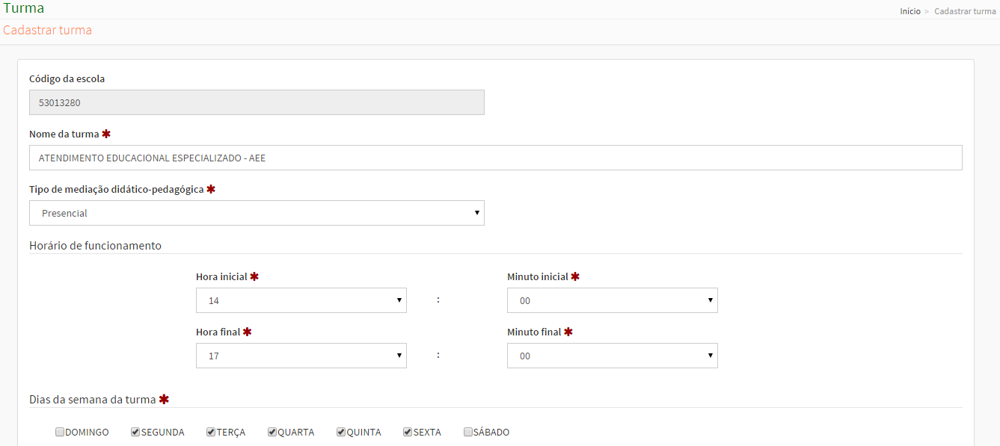 Turma
Início > Cadastrar turma
Cadastrar turma
Código da escola
53013280
Nome da turma ✱
ATENDIMENTO EDUCACIONAL ESPECIALIZADO - AEE
Tipo de mediação didático-pedagógica ✱
Presencial
Horário de funcionamento
Hora inicial ✱ Minuto inicial ✱
14 : 00
Hora final ✱ Minuto final ✱
17 : 00
Dias da semana da turma ✱
DOMINGO SEGUNDA TERÇA QUARTA QUINTA SEXTA SÁBADO